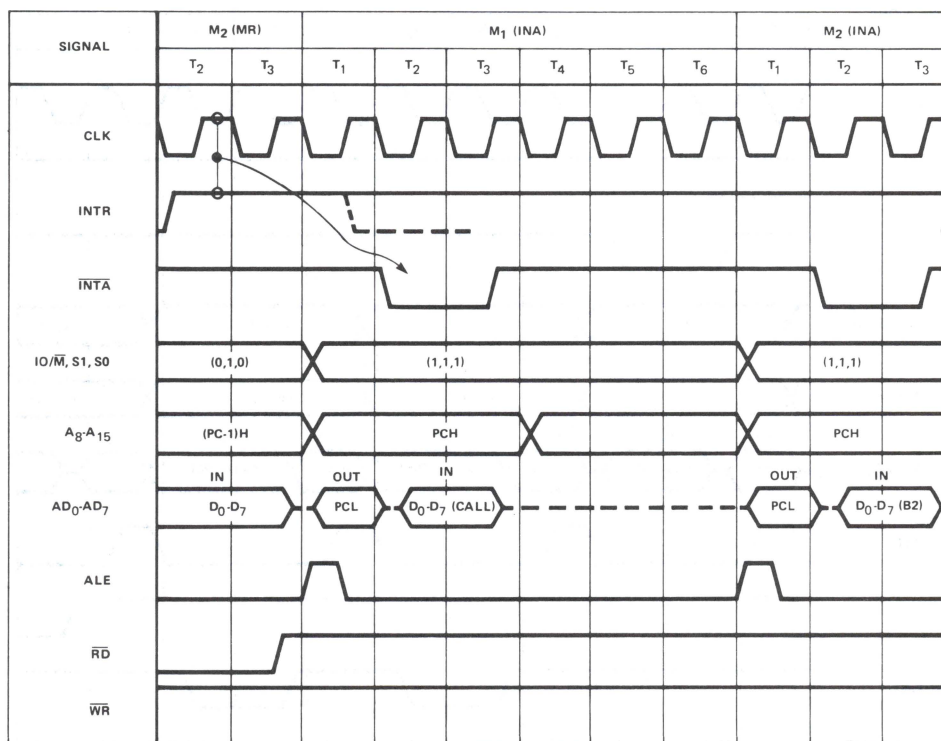 SIGNAL M2 (MR) M1 (INA) M2 (INA)
T2 T3 T1 T2 T3 T4 T5 T6 T1 T2 T3
CLK
INTR
INTA
IO/M, S1, S0 (0,1,0) (1,1,1) (1,1,1)
A8-A15 (PC-1)H PCH PCH
IN OUT IN OUT IN
AD0-AD7 D0-D7 PCL D0-D7 (CALL) PCL D0-D7 (B2)
ALE
RD
WR